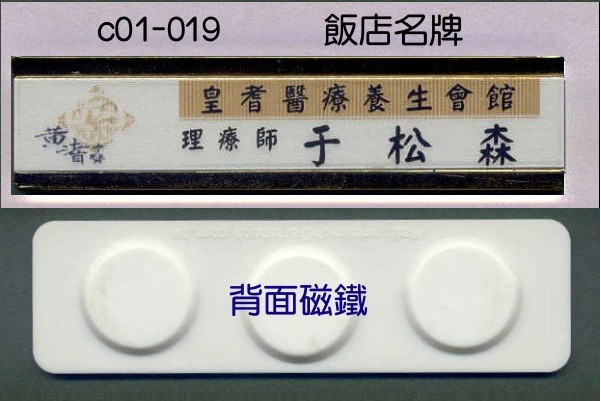 c01-019 飯店名牌
皇耆醫療養生會館
理療師 于松森
背面磁鐵